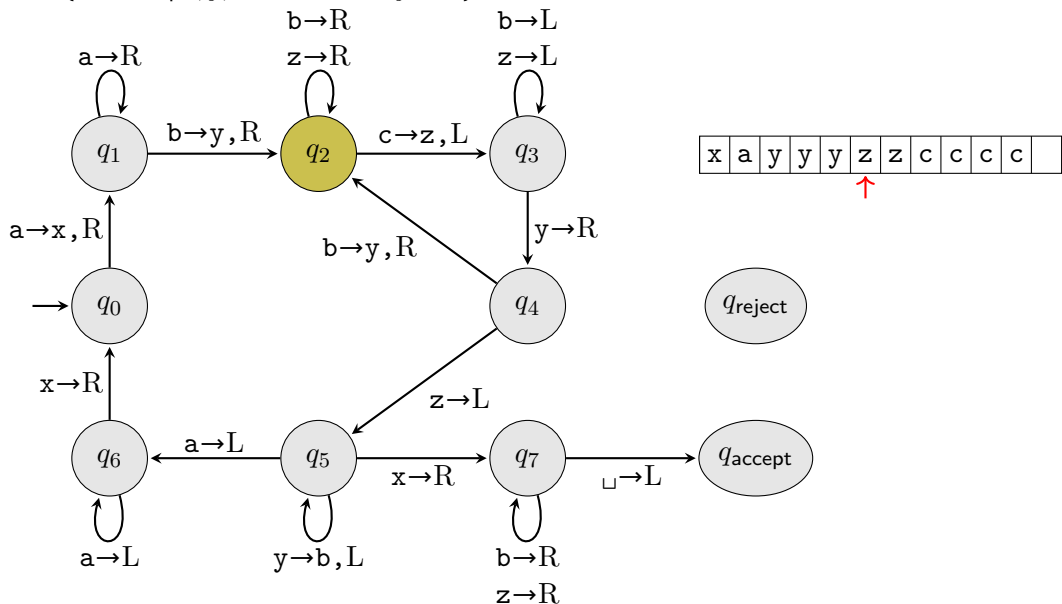 b→R
z→R
b→L
z→L
a→R
q1
b→y,R
q2
c→z,L
q3
x a y y y z z c c c c
a→x,R
b→y,R
y→R
q0
q4
qreject
x→R
z→L
q6
a→L
q5
x→R
q7
␣→L
qaccept
a→L
y→b,L
b→R
z→R